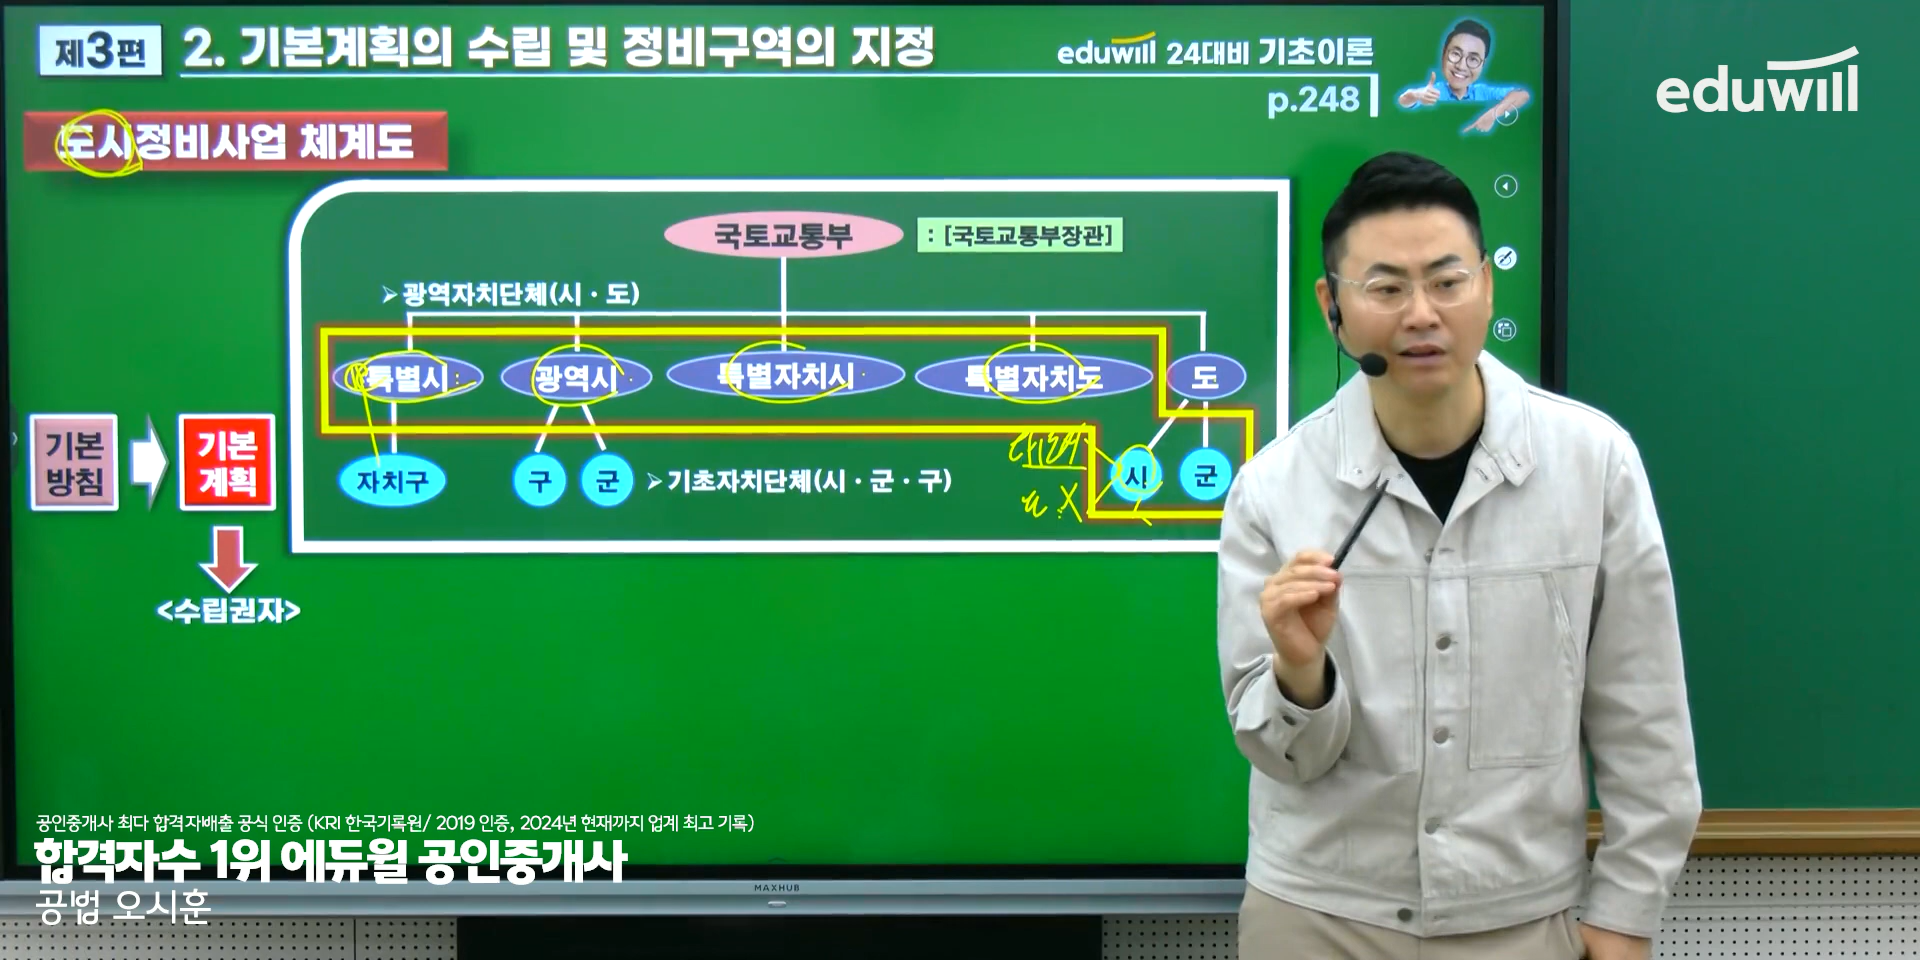 제3편
2. 기본계획의 수립 및 정비구역의 지정
eduwill 24대비 기초이론
p.248
eduwill
도시정비사업 체계도
국토교통부
: [국토교통부장관]
➢광역자치단체(시 · 도)
특별시
광역시
특별자치시
특별자치도
도
기본
방침
기본
계획
자치구
구
군
➢기초자치단체(시 · 군 · 구)
시
군
<수립권자>
공인중개사 최다 합격자배출 공식 인증 (KRI 한국기록원/ 2019 인증, 2024년 현재까지 업계 최고 기록)
합격자수 1위 에듀윌 공인중개사
공법 오시훈
MAXHUB